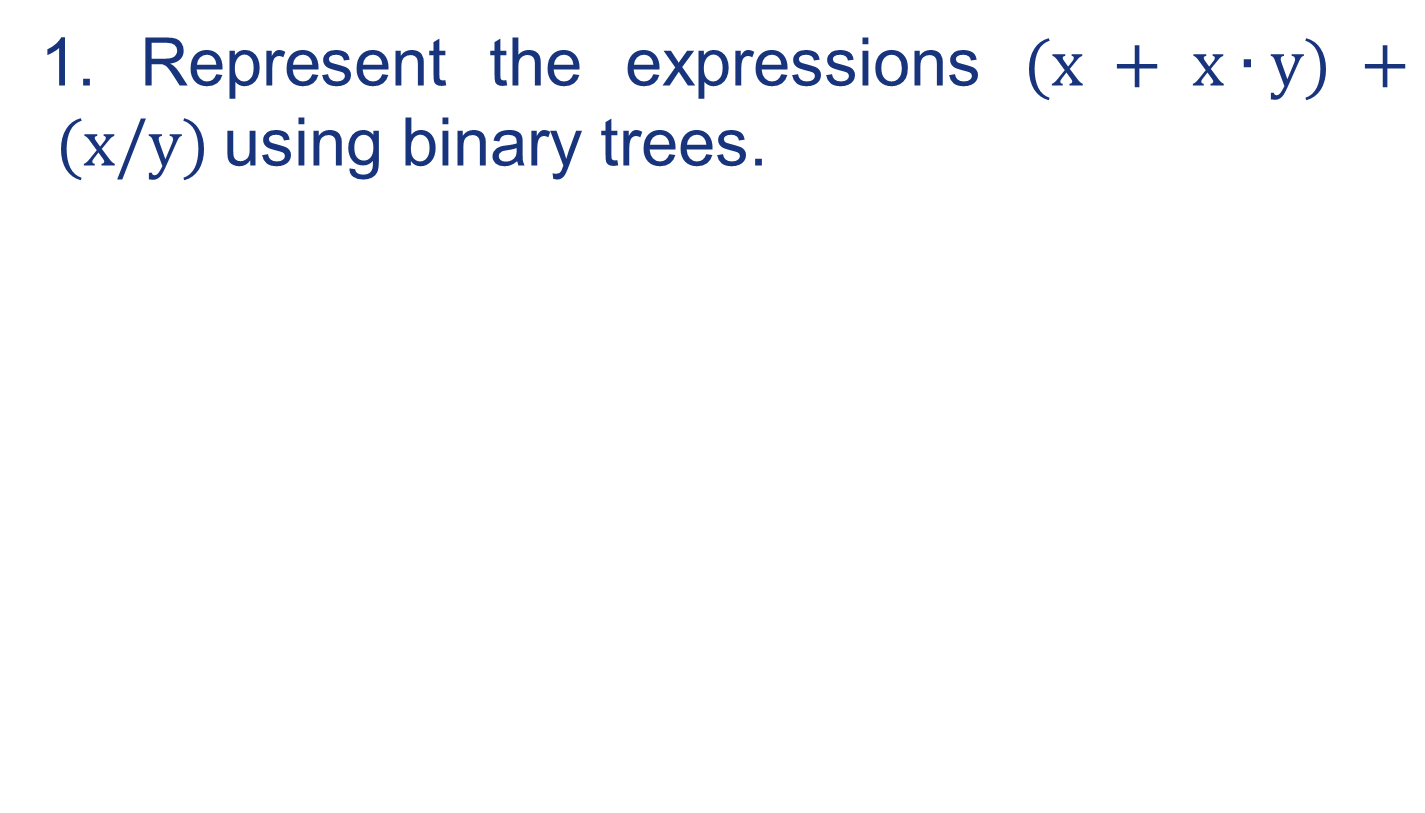 1. Represent the expressions (x + x · y) +
(x/y) using binary trees.